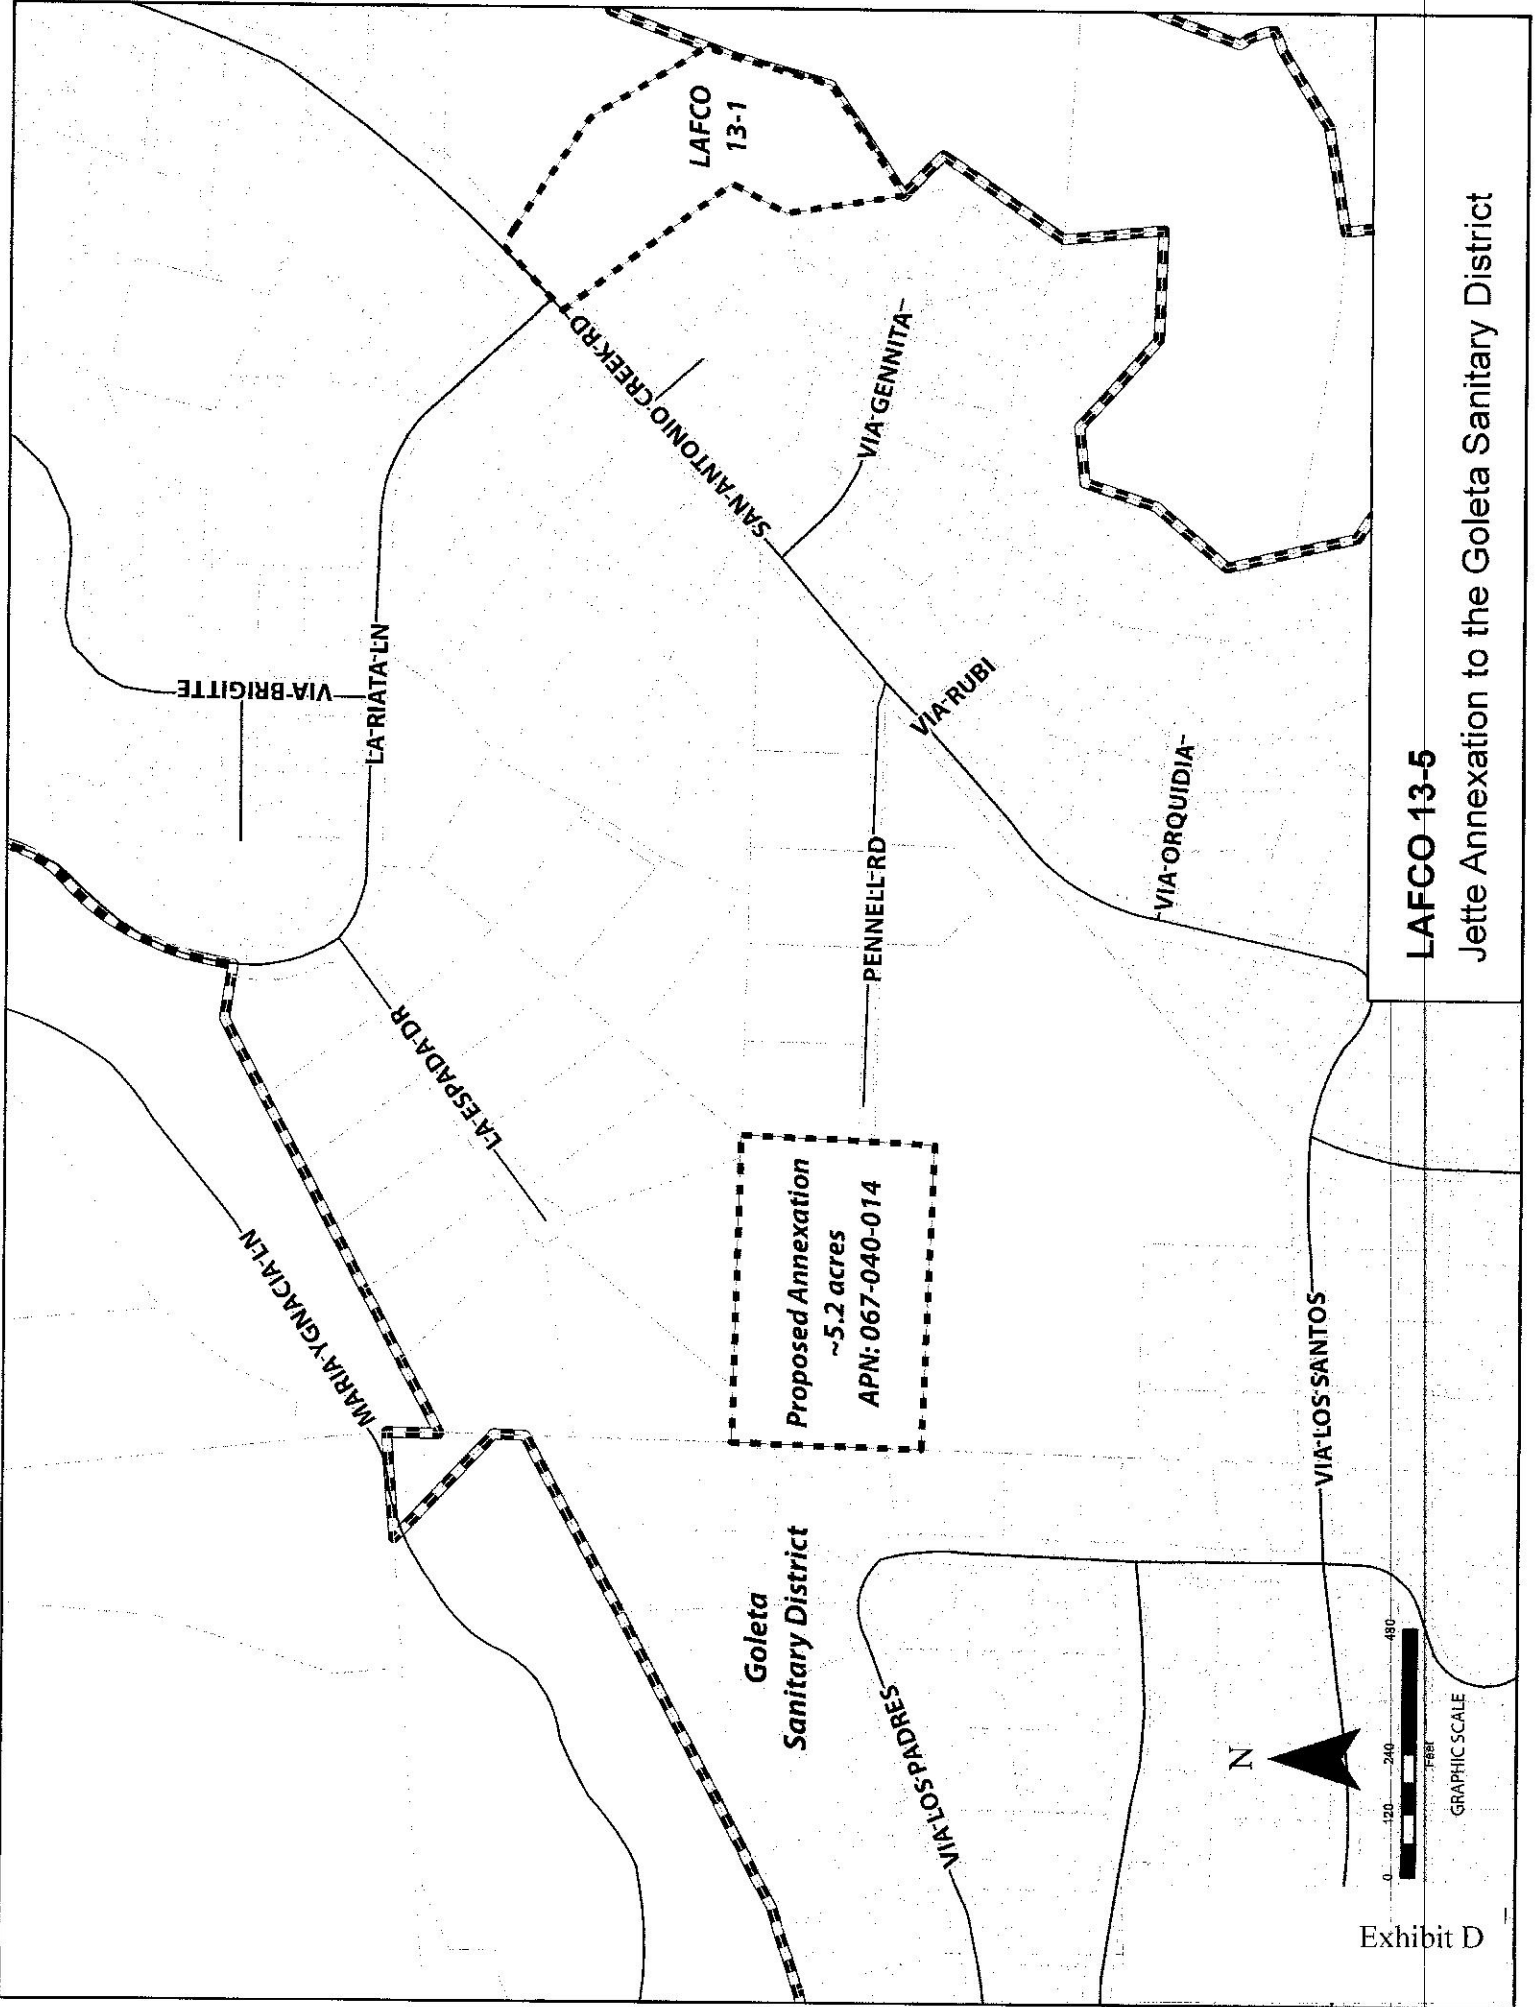 MARIA YGNACIA LN
VIA BRIGITTE
LA RIATA LN
LA ESPADA DR
LAFCO
13-1
SAN ANTONIO CREEK RD
VIA GENNITA
Goleta
Sanitary District
Proposed Annexation
~5.2 acres
APN: 067-040-014
PENNELL RD
VIA RUBI
VIA LOS PADRES
VIA ORQUIDIA
VIA LOS SANTOS
N
0 120 240 480
Feet
GRAPHIC SCALE
LAFCO 13-5
Jette Annexation to the Goleta Sanitary District
Exhibit D